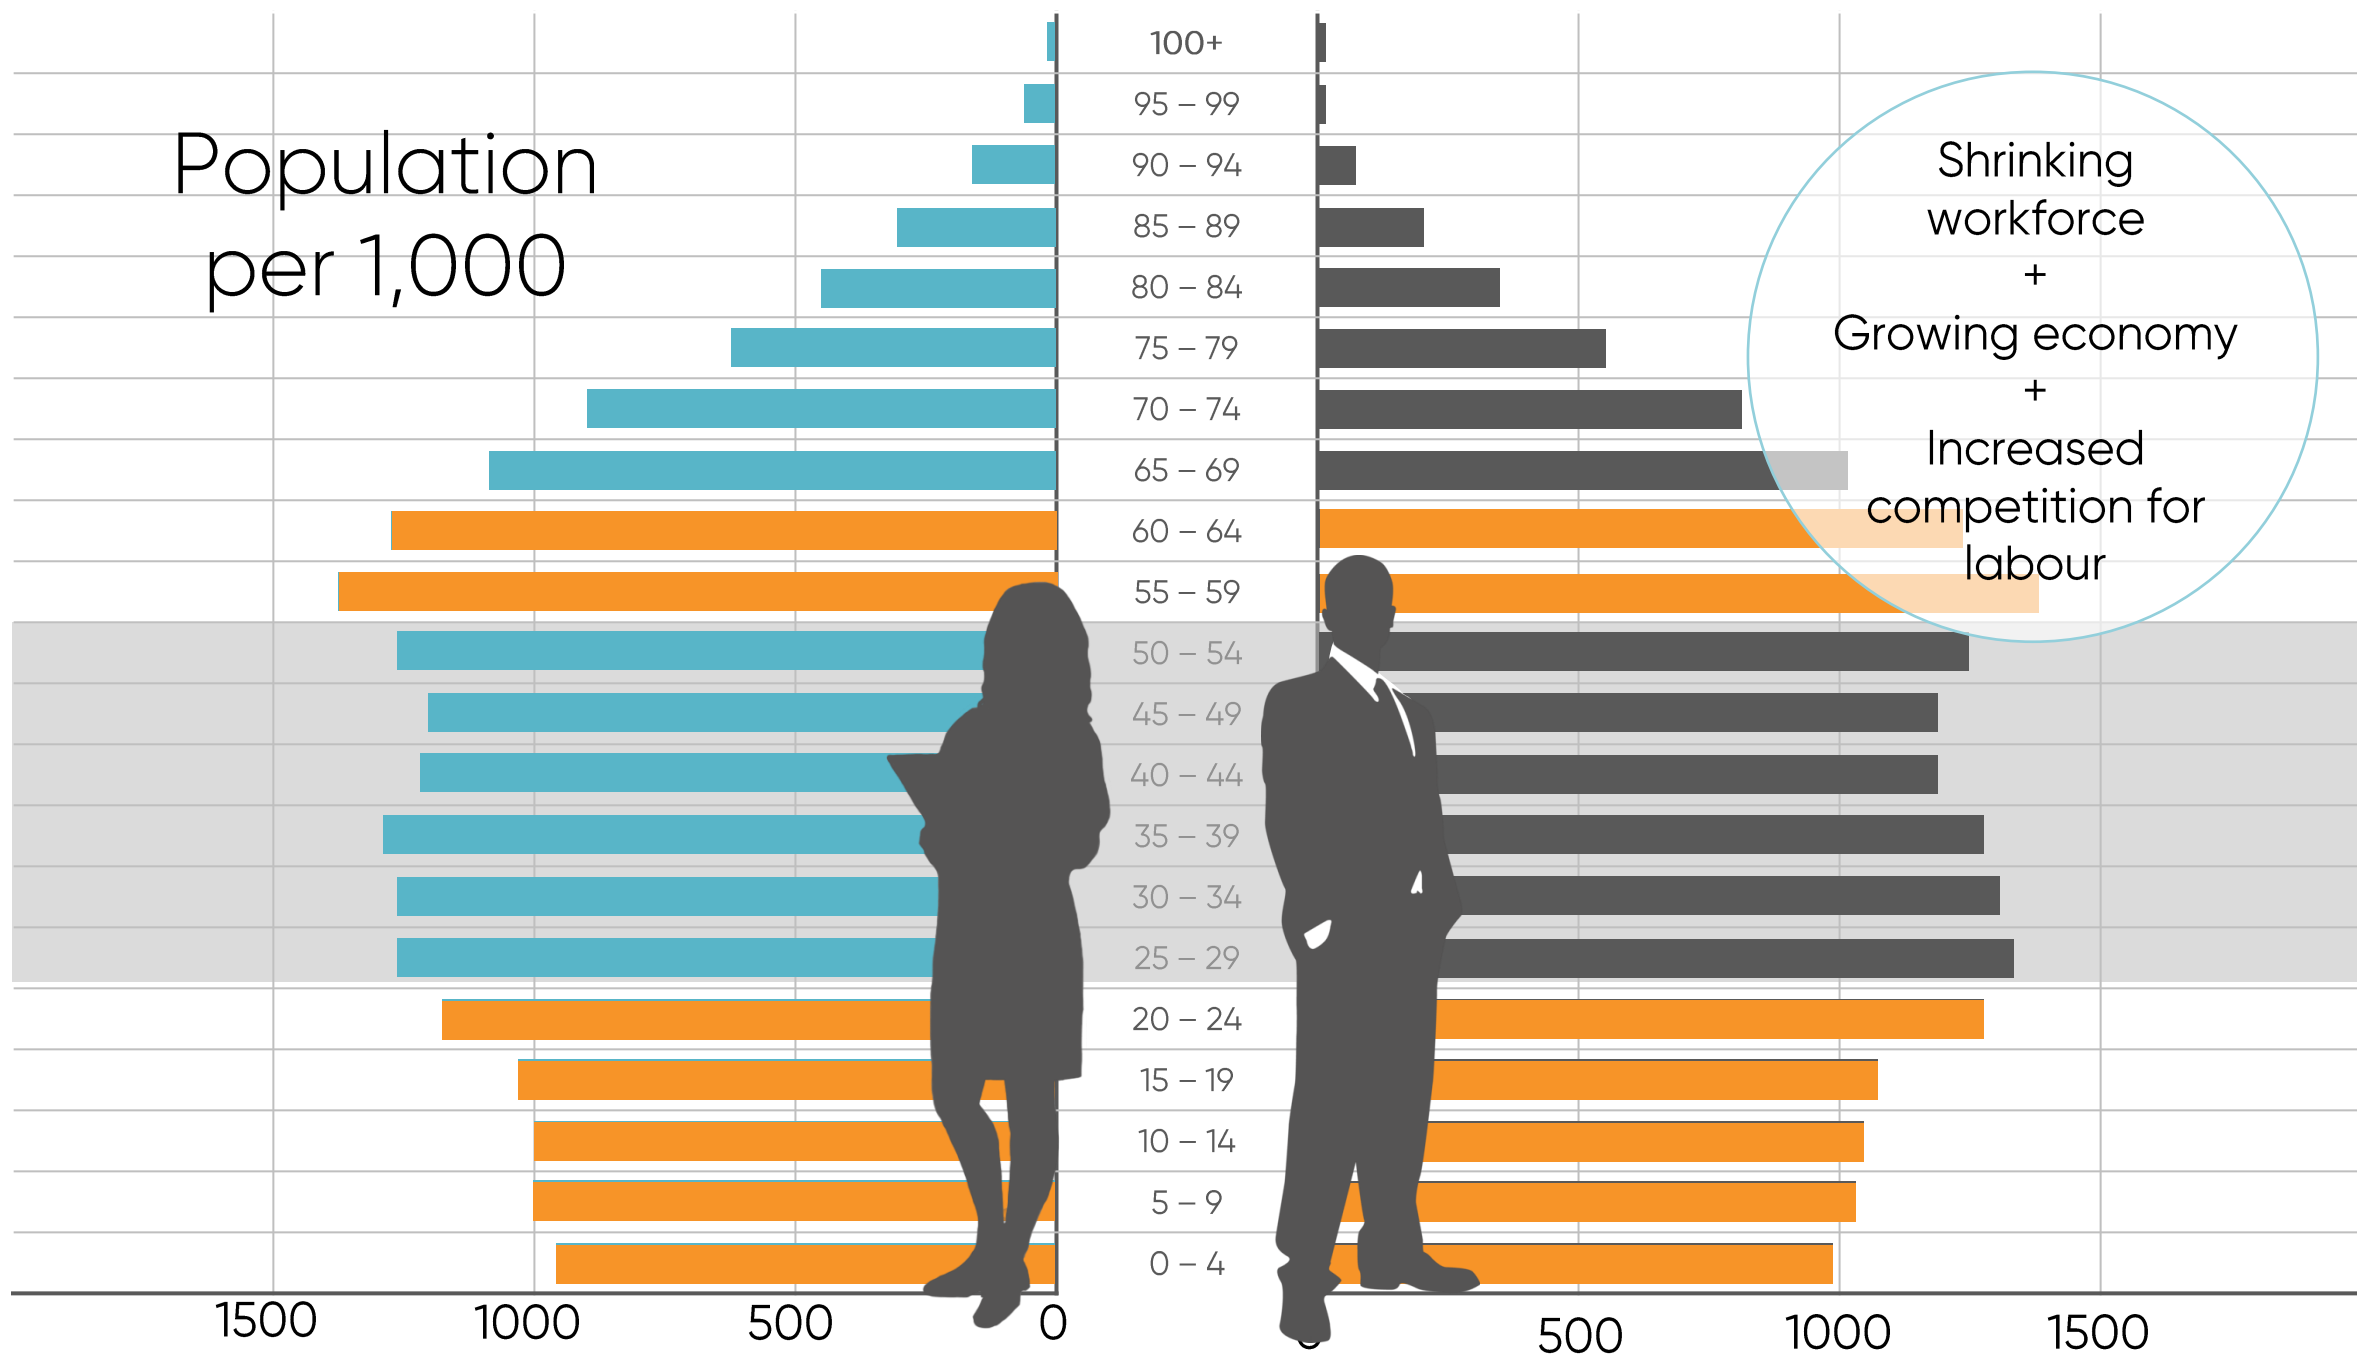 Population
per 1,000
100+
95 – 99
90 – 94
85 – 89
80 – 84
75 – 79
70 – 74
65 – 69
60 – 64
55 – 59
50 – 54
45 – 49
40 – 44
35 – 39
30 – 34
25 – 29
20 – 24
15 – 19
10 – 14
5 – 9
0 – 4
Shrinking
workforce
+
Growing economy
+
Increased
competition for
labour
1500 1000 500 0 500 1000 1500